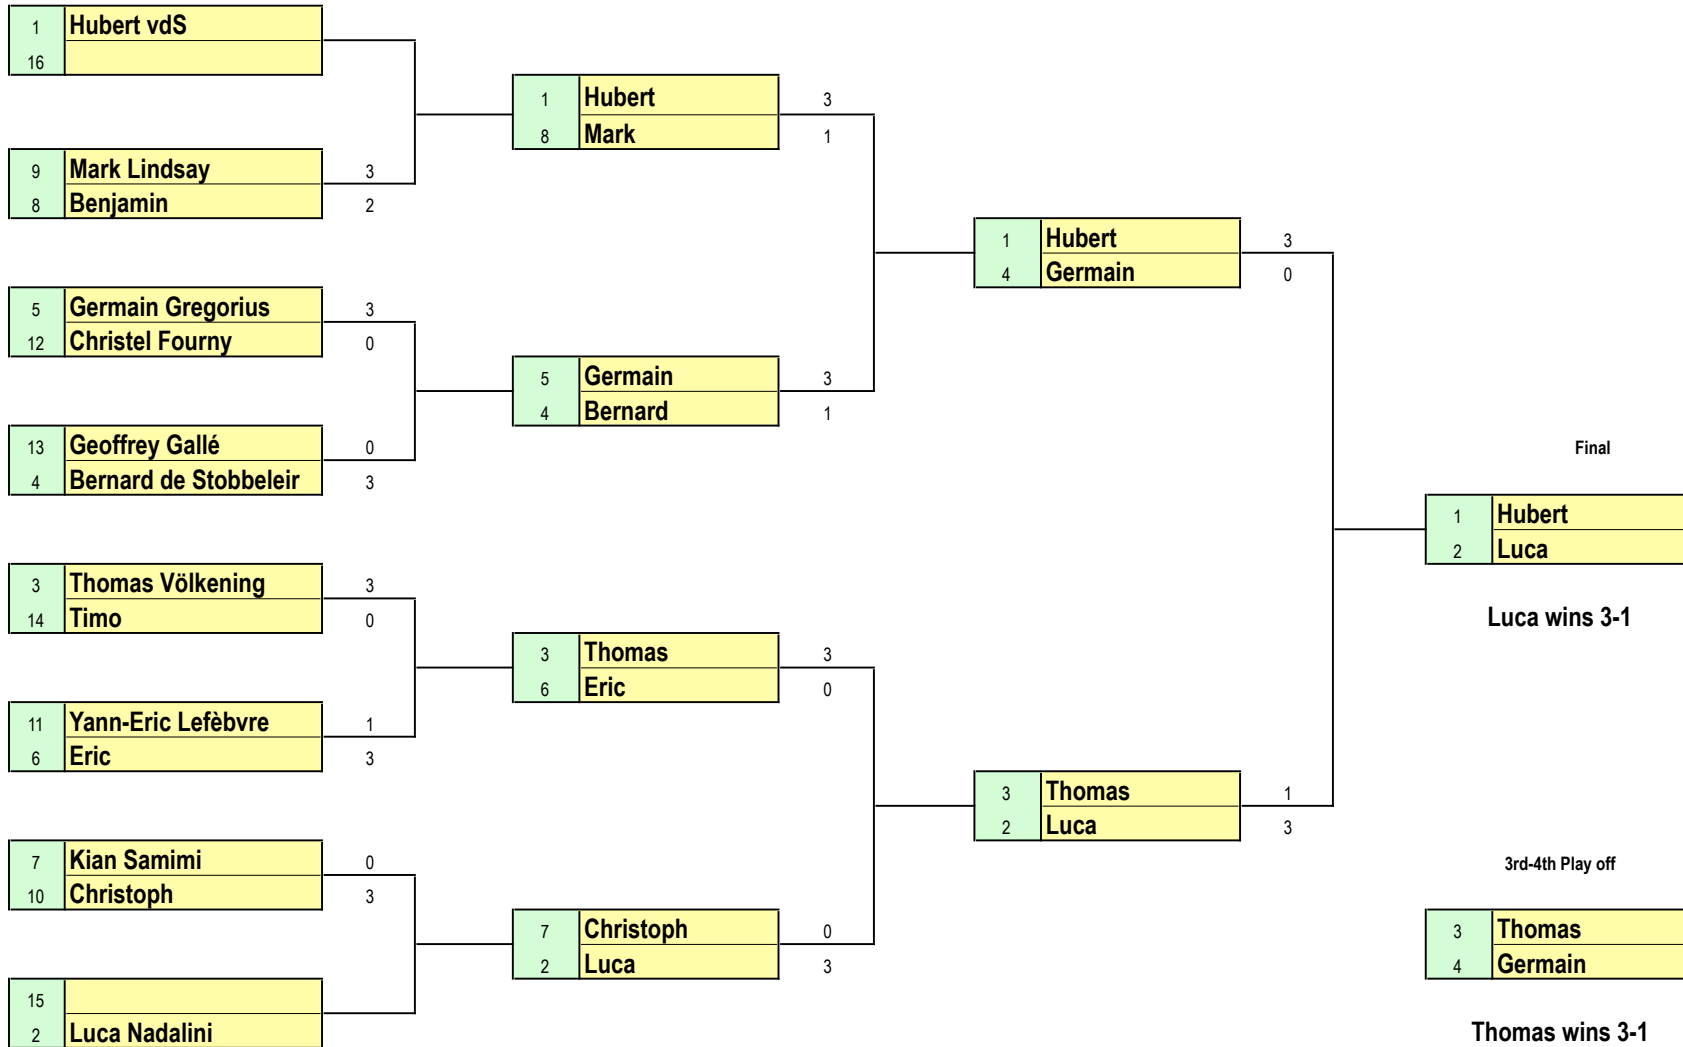 1 Hubert vdS
16
9 Mark Lindsay 3
8 Benjamin 2
5 Germain Gregorius 3
12 Christel Fourny 0
13 Geoffrey Gallé 0
4 Bernard de Stobbeleir 3
3 Thomas Völkening 3
14 Timo 0
11 Yann-Eric Lefèbvre 1
6 Eric 3
7 Kian Samimi 0
10 Christoph 3
15
2 Luca Nadalini
1 Hubert 3
8 Mark 1
5 Germain 3
4 Bernard 1
3 Thomas 3
6 Eric 0
7 Christoph 0
2 Luca 3
1 Hubert 3
4 Germain 0
3 Thomas 1
2 Luca 3
Final
1 Hubert
2 Luca
Luca wins 3-1
3rd-4th Play off
3 Thomas
4 Germain
Thomas wins 3-1